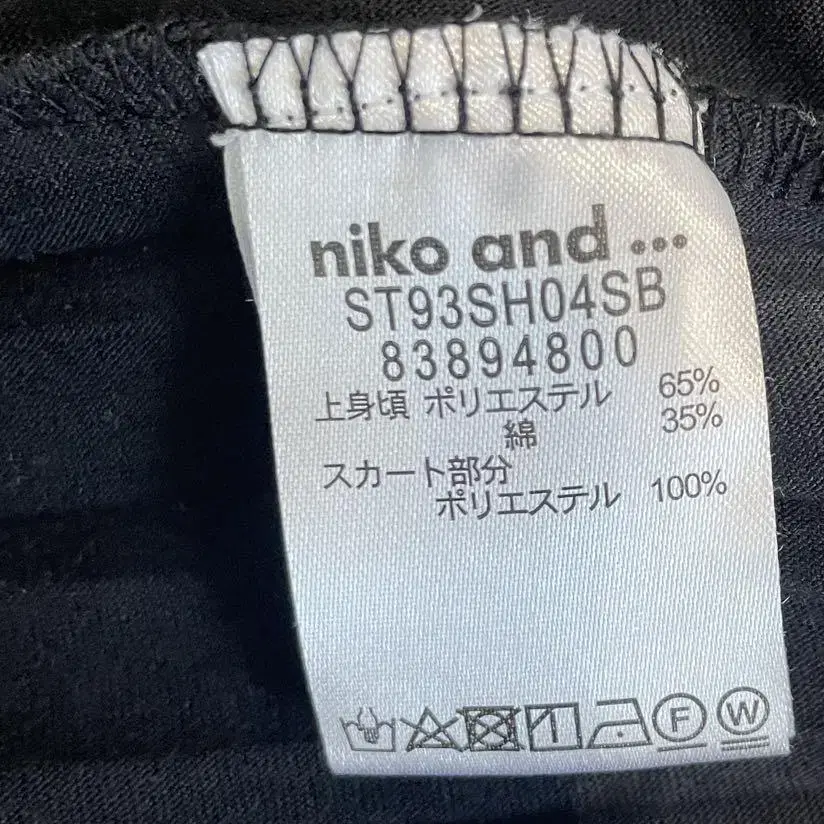 niko and ...
ST93SH04SB
83894800
上身頃 ポリエステル 65%
綿 35%
スカート部分
ポリエステル 100%
F W